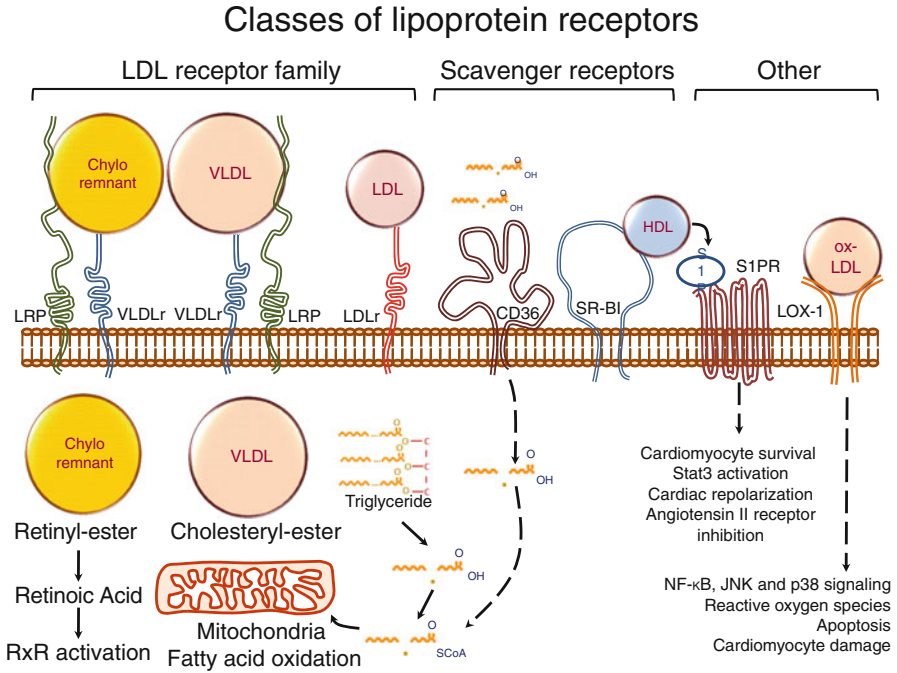 Classes of lipoprotein receptors
LDL receptor family
Scavenger receptors
Other
Chylo
remnant
VLDL
LDL
O
OH
O
OH
HDL
S
1
P
S1PR
ox-
LDL
LRP
VLDLr
VLDLr
LRP
LDLr
CD36
SR-BI
LOX-1
Chylo
remnant
VLDL
O
O
C
O
O
C
O
O
C
Triglyceride
O
OH
Retinyl-ester
Cholesteryl-ester
Retinoic Acid
RxR activation
Mitochondria
Fatty acid oxidation
O
OH
O
SCoA
Cardiomyocyte survival
Stat3 activation
Cardiac repolarization
Angiotensin II receptor
inhibition
NF-κB, JNK and p38 signaling
Reactive oxygen species
Apoptosis
Cardiomyocyte damage